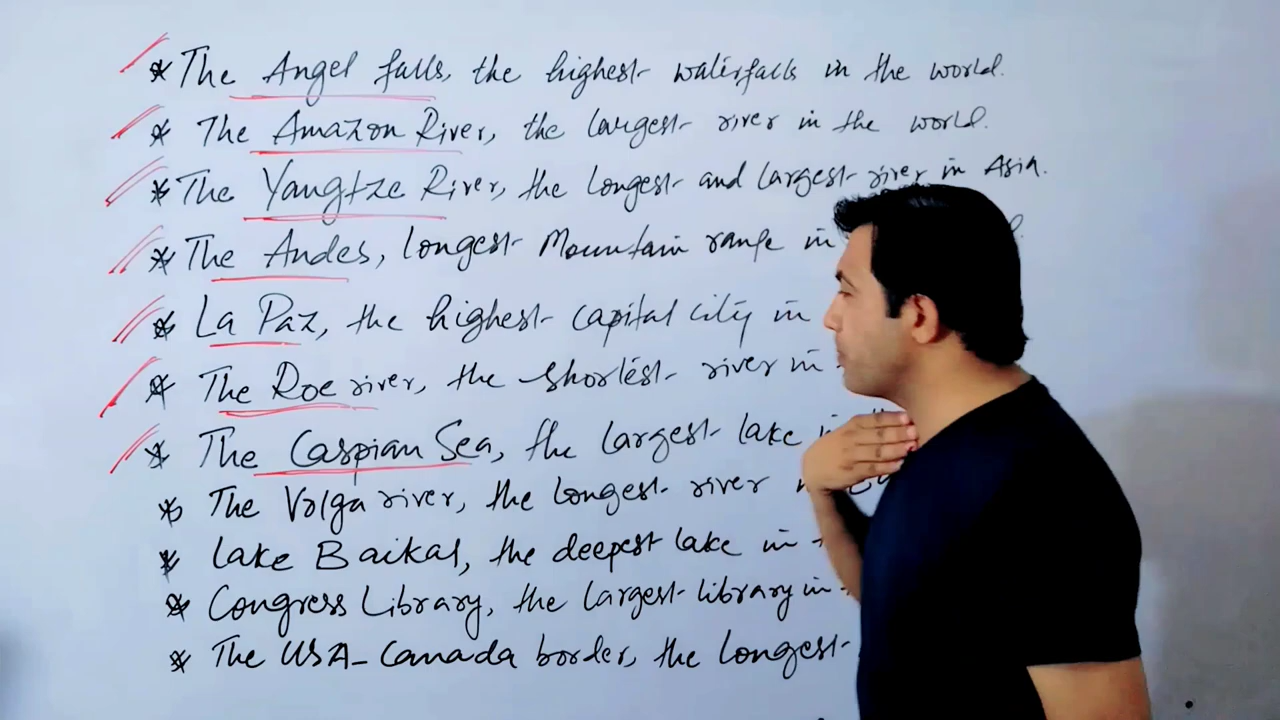 * The Angel falls, the highest waterfalls in the world.
* The Amazon River, the largest river in the world.
* The Yangtze River, the longest and largest river in Asia.
* The Andes, longest Mountain range in
* La Paz, the highest capital city in
* The Roe river, the shortest river in
* The Caspian Sea, the largest lake
* The Volga river, the longest river
* Lake Baikal, the deepest lake in
* Congress Library, the largest library in
* The USA-Canada border, the longest